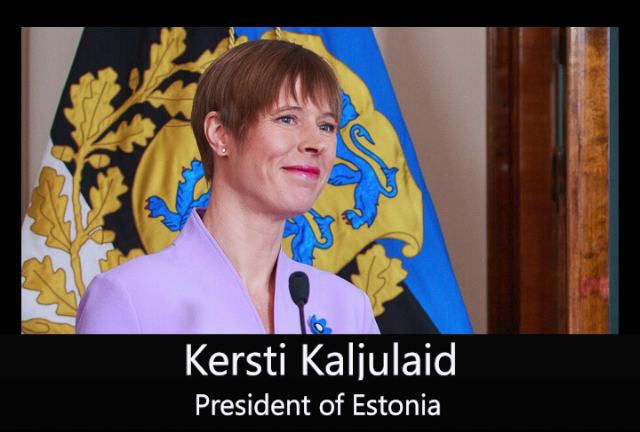 Kersti Kaljulaid
President of Estonia